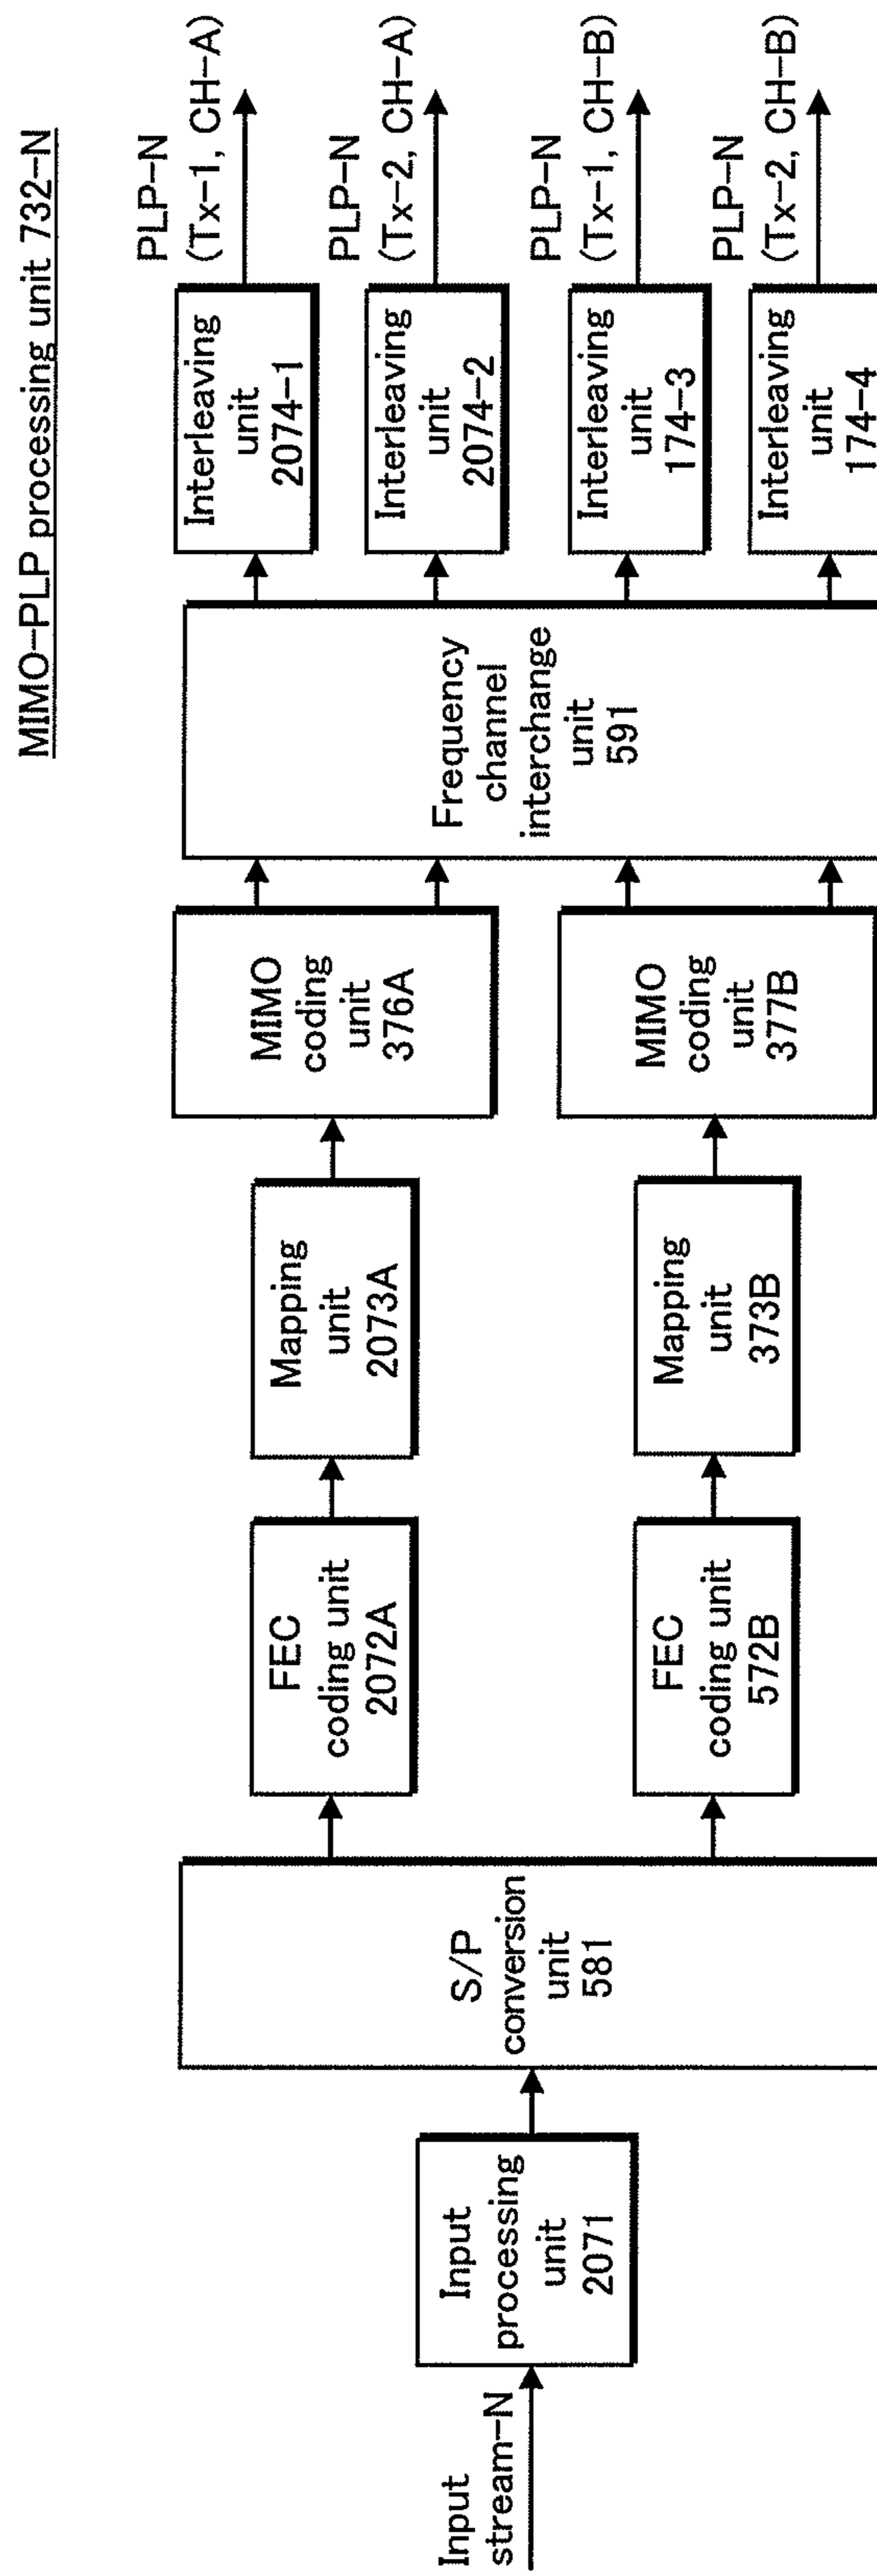 MIMO-PLP processing unit 732-N
Input
stream-N
Input
processing
unit
2071
S/P
conversion
unit
581
FEC
coding unit
2072A
Mapping
unit
2073A
MIMO
coding
unit
376A
FEC
coding unit
572B
Mapping
unit
373B
MIMO
coding
unit
377B
Frequency
channel
interchange
unit
591
Interleaving
unit
2074-1
PLP-N
(Tx-1, CH-A)
Interleaving
unit
2074-2
PLP-N
(Tx-2, CH-A)
Interleaving
unit
174-3
PLP-N
(Tx-1, CH-B)
Interleaving
unit
174-4
PLP-N
(Tx-2, CH-B)